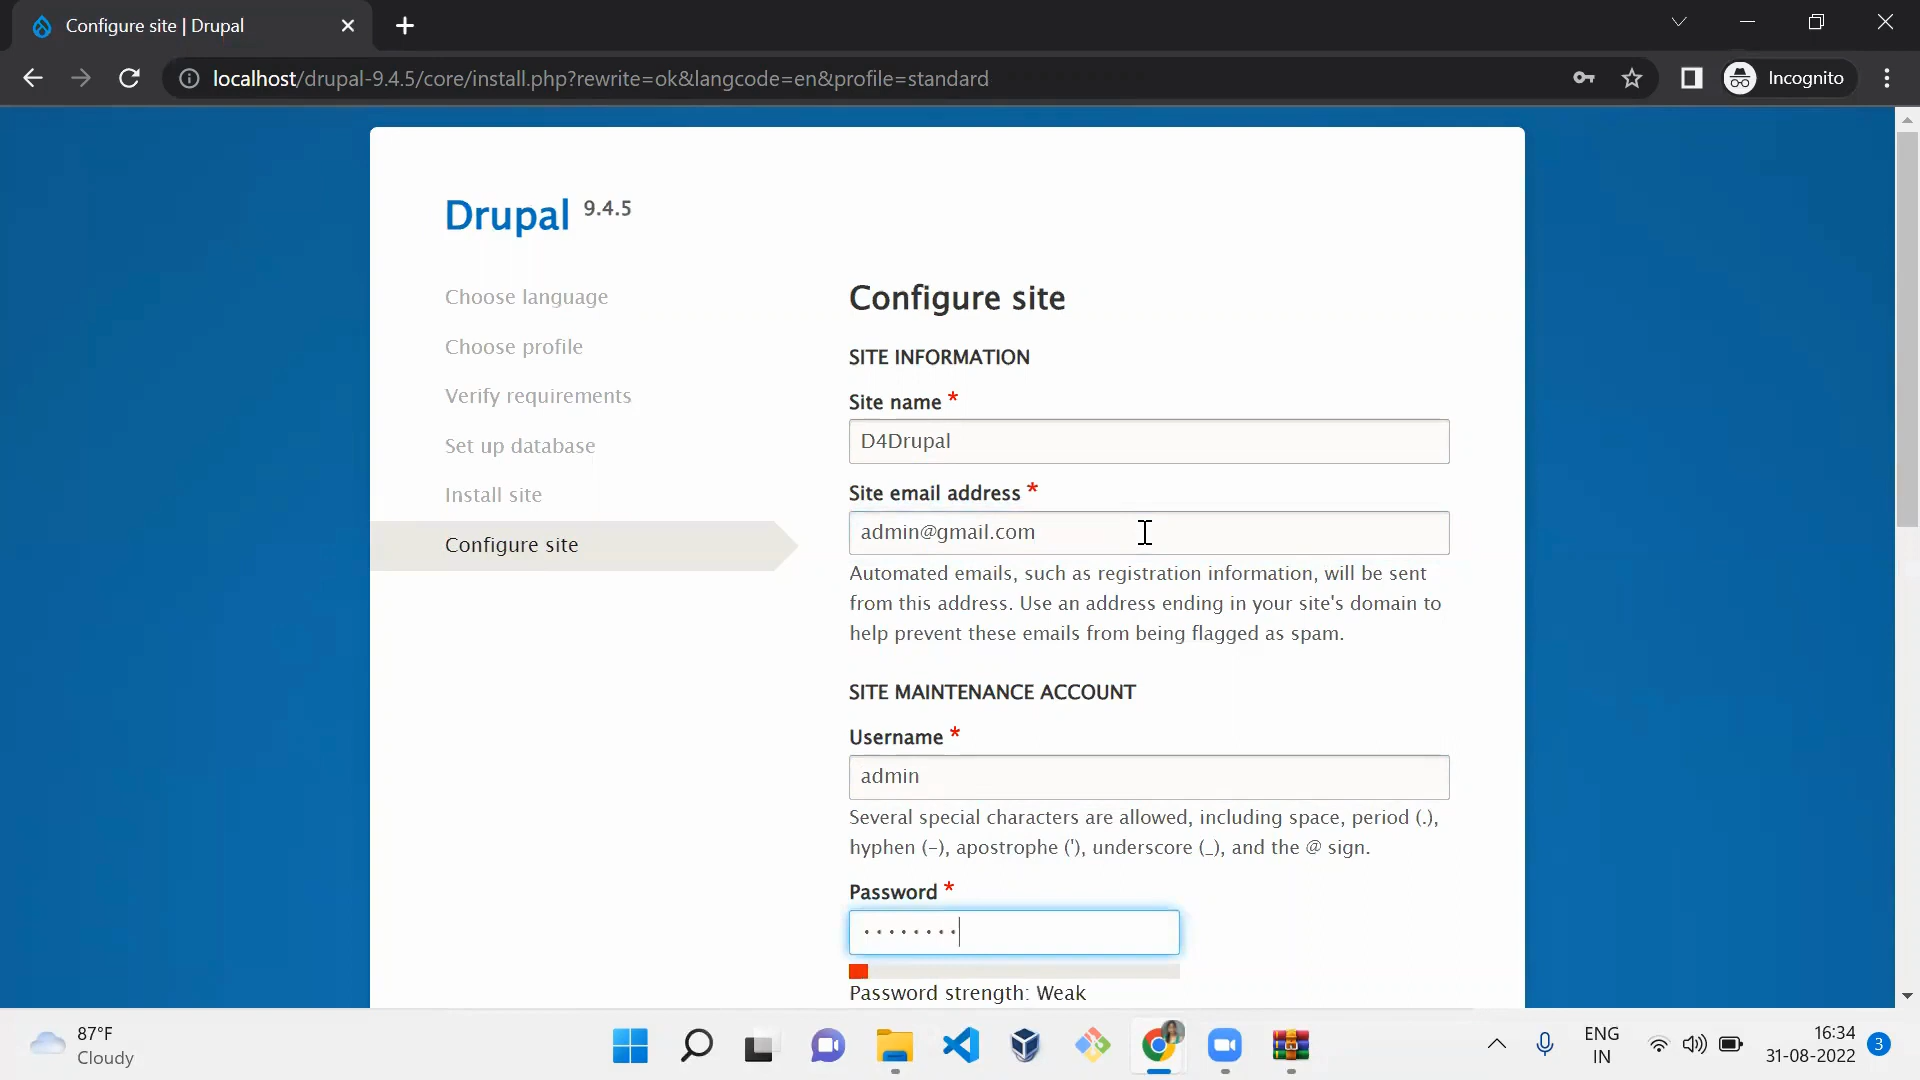 Configure site | Drupal
localhost/drupal-9.4.5/core/install.php?rewrite=ok&langcode=en&profile=standard
Incognito
Drupal 9.4.5
Choose language
Choose profile
Verify requirements
Set up database
Install site
Configure site
Configure site
SITE INFORMATION
Site name *
D4Drupal
Site email address *
admin@gmail.com
Automated emails, such as registration information, will be sent
from this address. Use an address ending in your site's domain to
help prevent these emails from being flagged as spam.
SITE MAINTENANCE ACCOUNT
Username *
admin
Several special characters are allowed, including space, period (.),
hyphen (-), apostrophe ('), underscore (_), and the @ sign.
Password *
••••••••
Password strength: Weak
87°F
Cloudy
ENG
IN
16:34
31-08-2022
3